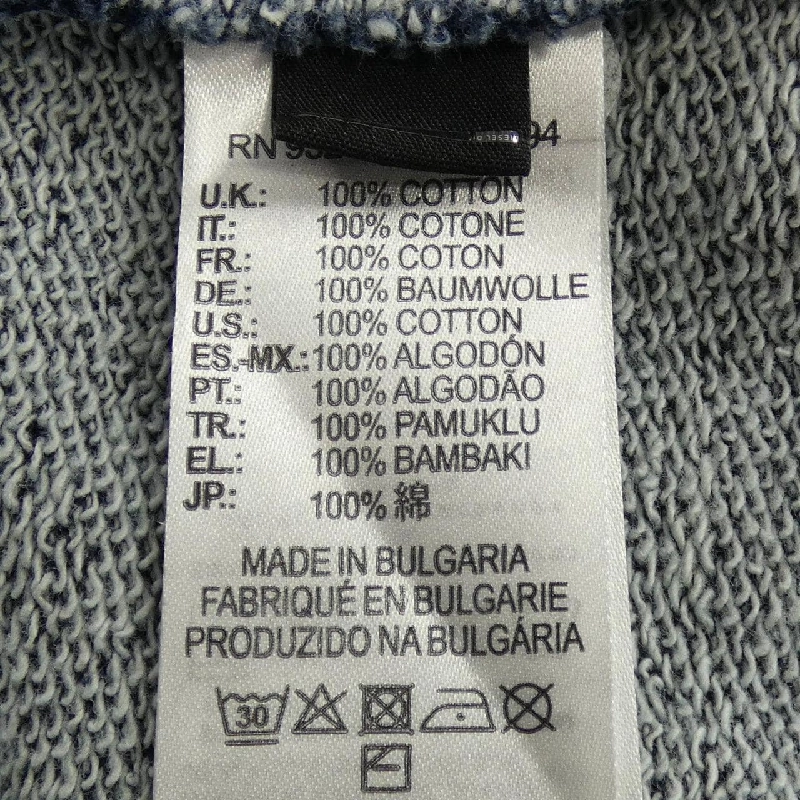 RN 94
U.K.: 100% COTTON
IT.: 100% COTONE
FR.: 100% COTON
DE.: 100% BAUMWOLLE
U.S.: 100% COTTON
ES.-MX.: 100% ALGODÓN
PT.: 100% ALGODÃO
TR.: 100% PAMUKLU
EL.: 100% BAMBAKI
JP.: 100% 綿
MADE IN BULGARIA
FABRIQUÉ EN BULGARIE
PRODUZIDO NA BULGÁRIA
30